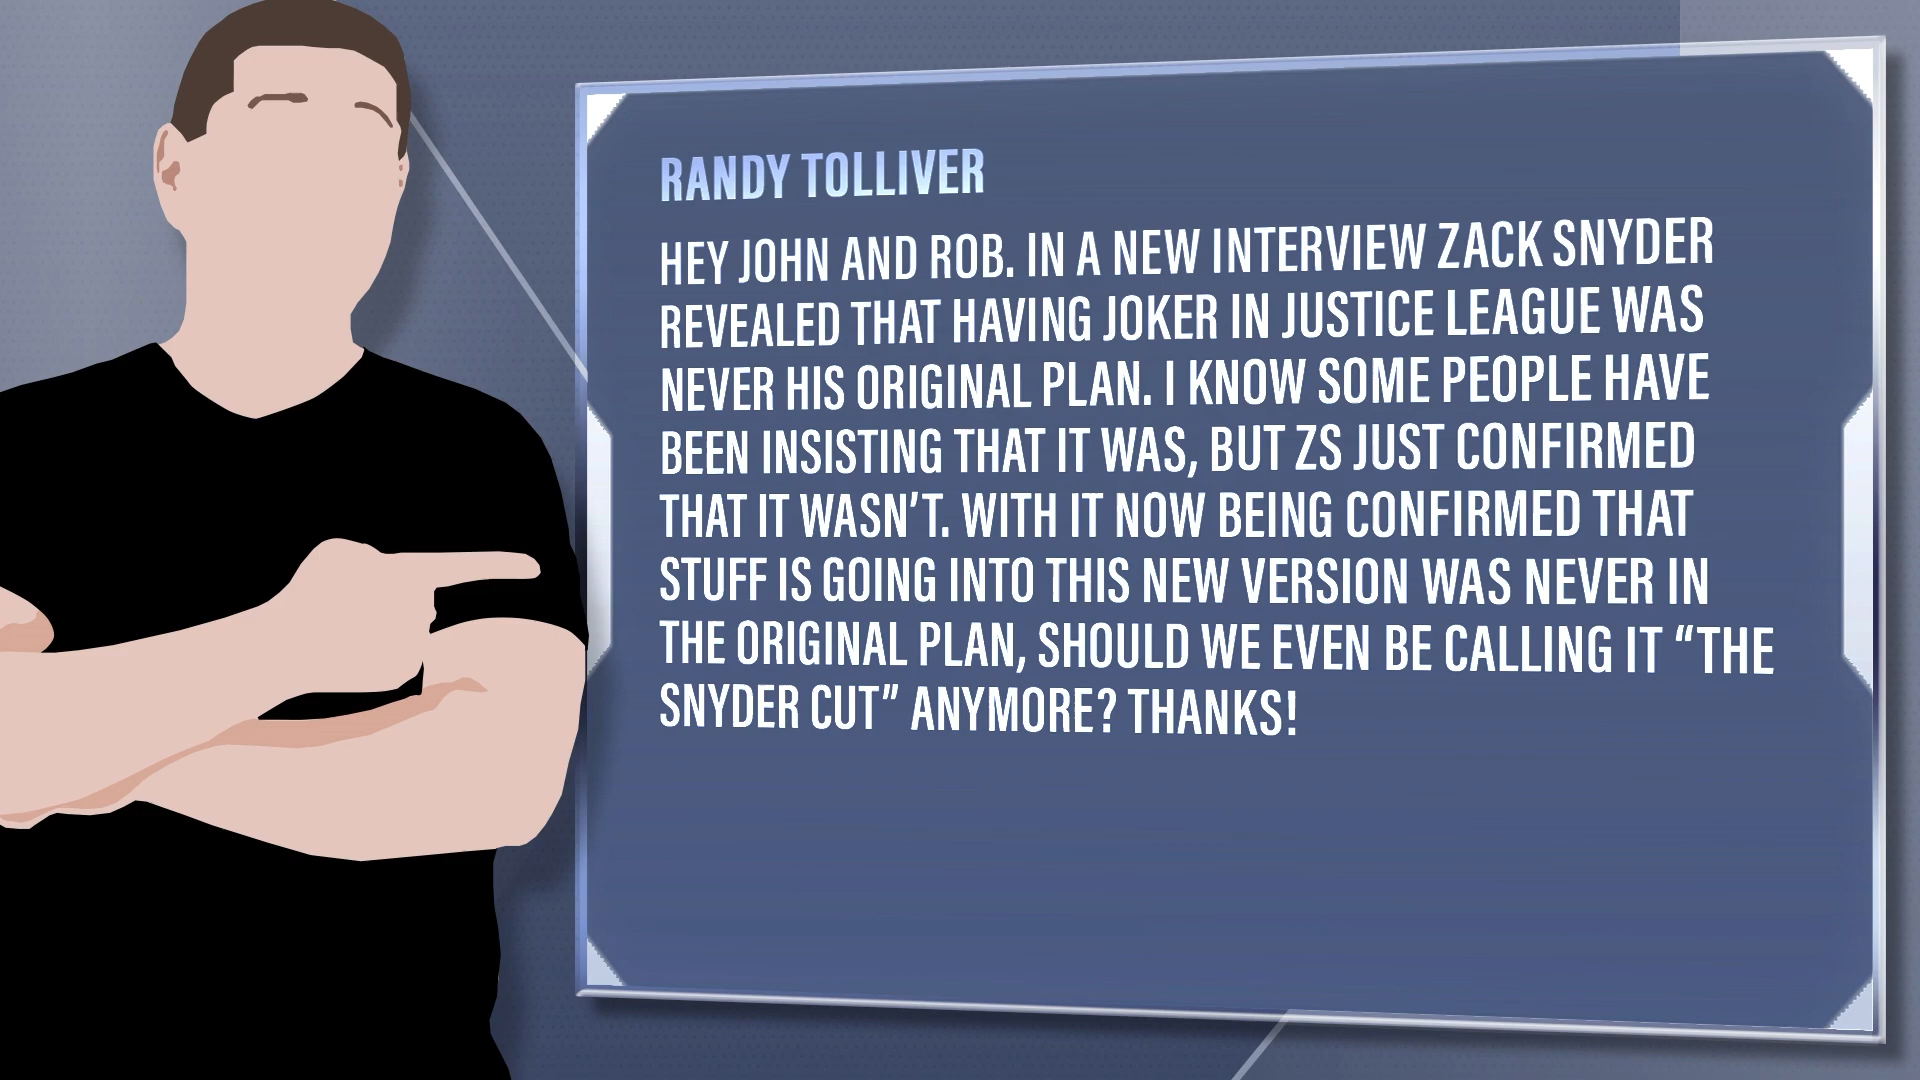 RANDY TOLLIVER
HEY JOHN AND ROB. IN A NEW INTERVIEW ZACK SNYDER
REVEALED THAT HAVING JOKER IN JUSTICE LEAGUE WAS
NEVER HIS ORIGINAL PLAN. I KNOW SOME PEOPLE HAVE
BEEN INSISTING THAT IT WAS, BUT ZS JUST CONFIRMED
THAT IT WASN’T. WITH IT NOW BEING CONFIRMED THAT
STUFF IS GOING INTO THIS NEW VERSION WAS NEVER IN
THE ORIGINAL PLAN, SHOULD WE EVEN BE CALLING IT “THE
SNYDER CUT” ANYMORE? THANKS!